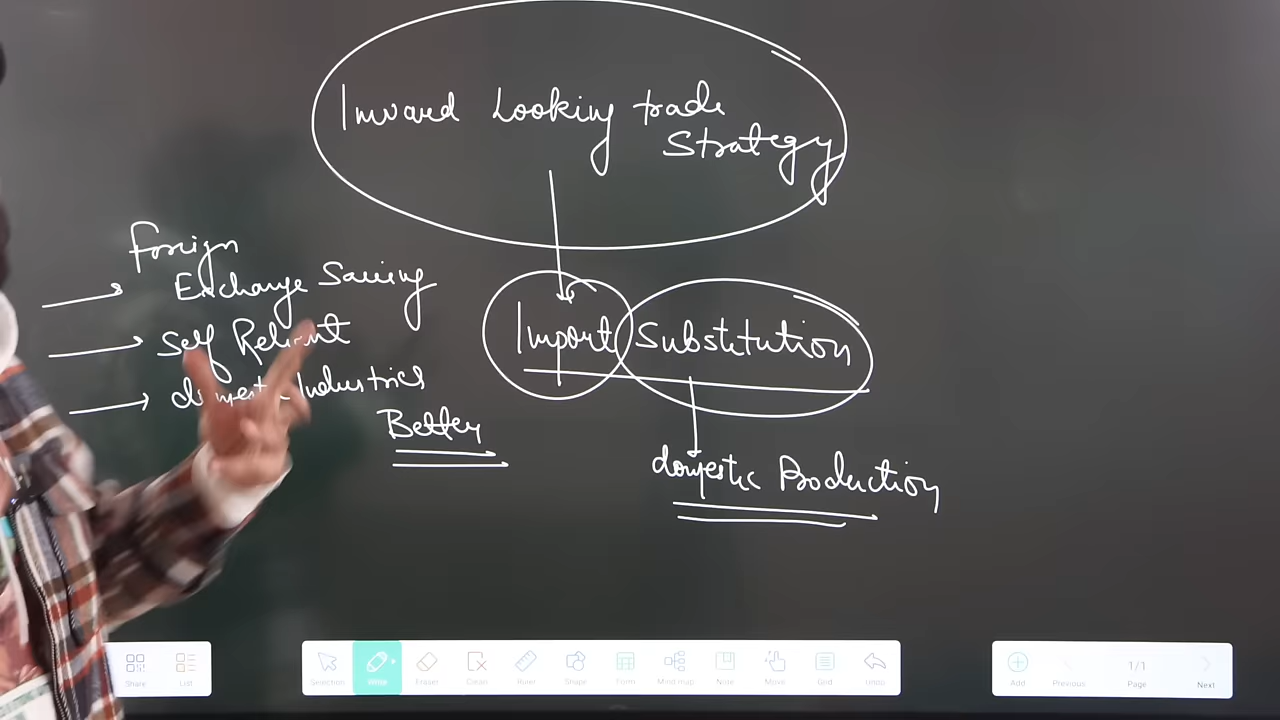 Inward Looking trade
Strategy
Foreign
Exchange Saving
Self Reliant
domestic Industries
Better
Import Substitution
domestic Production
Share
List
Selection
Write
Eraser
Clean
Ruler
Shape
Form
Mind map
Note
Move
Grid
Undo
Add
Previous
1/1
Page
Next